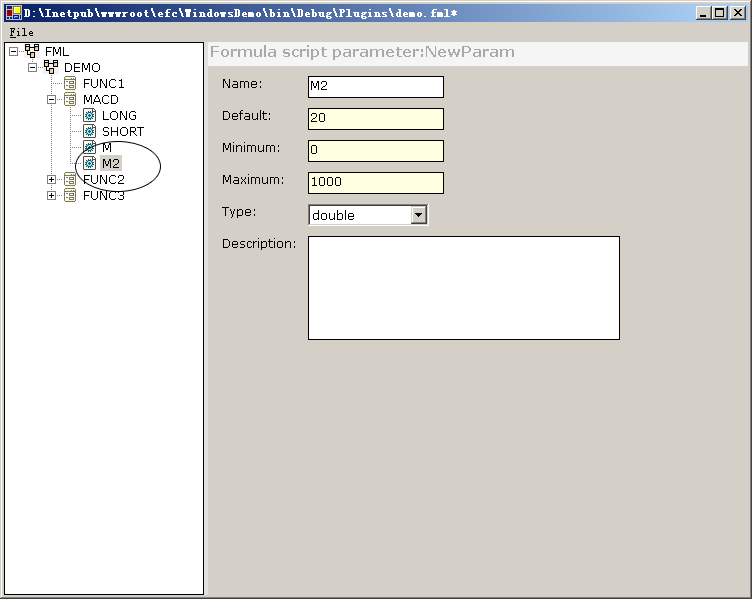 D:\Inetpub\wwwroot\efc\WindowsDemo\bin\Debug\Plugins\demo.fml*
File
FML
DEMO
FUNC1
MACD
LONG
SHORT
M
M2
FUNC2
FUNC3
Formula script parameter:NewParam
Name: M2
Default: 20
Minimum: 0
Maximum: 1000
Type: double
Description: